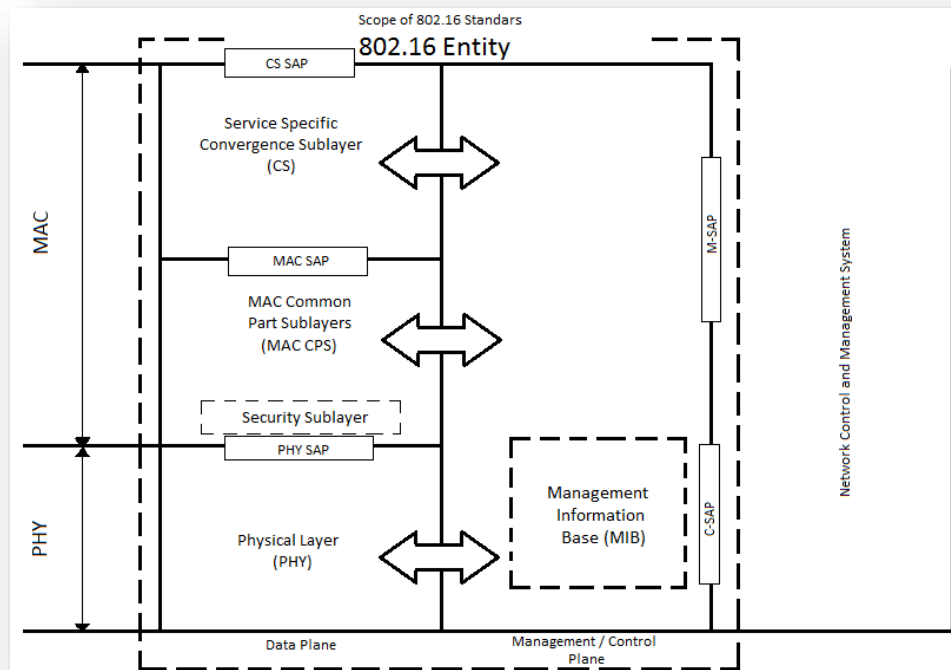 Scope of 802.16 Standars
802.16 Entity
CS SAP
Service Specific
Convergence Sublayer
(CS)
MAC
M-SAP
Network Control and Management System
MAC SAP
MAC Common
Part Sublayers
(MAC CPS)
Security Sublayer
PHY SAP
PHY
Physical Layer
(PHY)
Management
Information
Base (MIB)
C-SAP
Data Plane
Management / Control
Plane